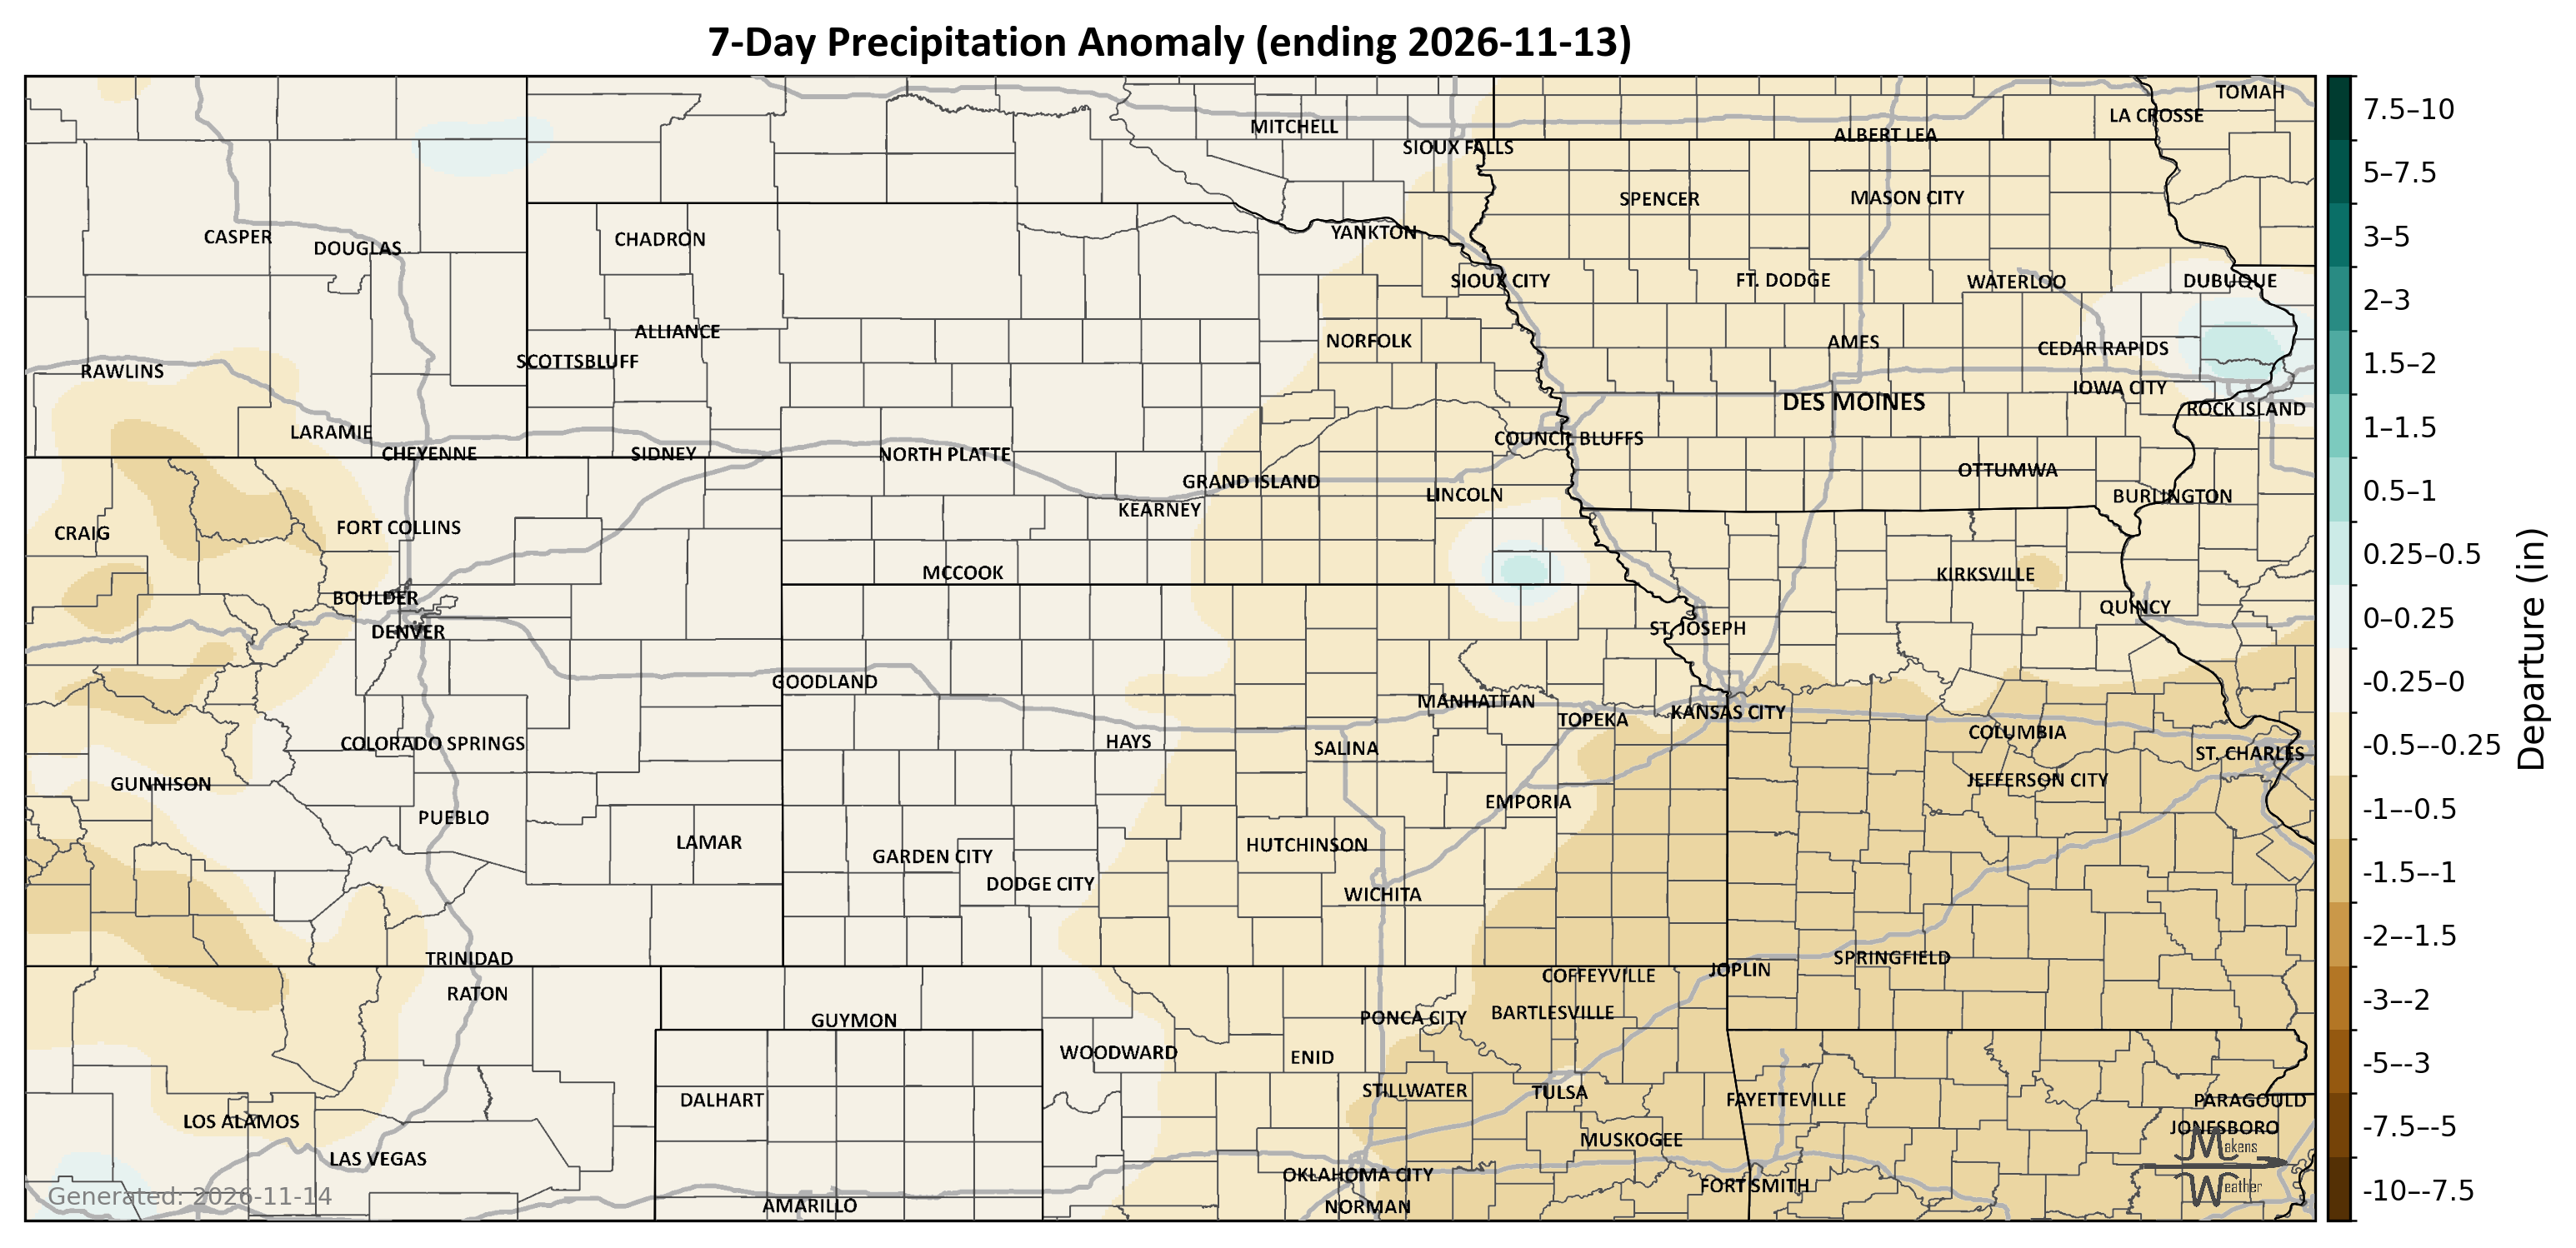 7-Day Precipitation Anomaly (ending 2026-11-13)
TOMAH
LA CROSSE
MITCHELL
ALBERT LEA
SIOUX FALLS
SPENCER
MASON CITY
CASPER
DOUGLAS
CHADRON
YANKTON
SIOUX CITY
FT. DODGE
WATERLOO
DUBUQUE
ALLIANCE
NORFOLK
AMES
CEDAR RAPIDS
SCOTTSBLUFF
RAWLINS
IOWA CITY
DES MOINES
ROCK ISLAND
LARAMIE
COUNCIL BLUFFS
CHEYENNE
SIDNEY
NORTH PLATTE
OTTUMWA
GRAND ISLAND
LINCOLN
BURLINGTON
KEARNEY
CRAIG
FORT COLLINS
MCCOOK
KIRKSVILLE
BOULDER
QUINCY
DENVER
ST. JOSEPH
GOODLAND
MANHATTAN
TOPEKA
KANSAS CITY
COLUMBIA
COLORADO SPRINGS
HAYS
SALINA
ST. CHARLES
GUNNISON
JEFFERSON CITY
EMPORIA
PUEBLO
LAMAR
HUTCHINSON
GARDEN CITY
DODGE CITY
WICHITA
TRINIDAD
SPRINGFIELD
JOPLIN
COFFEYVILLE
RATON
BARTLESVILLE
GUYMON
PONCA CITY
WOODWARD
ENID
STILLWATER
TULSA
DALHART
FAYETTEVILLE
PARAGOULD
LOS ALAMOS
JONESBORO
MUSKOGEE
LAS VEGAS
OKLAHOMA CITY
FORT SMITH
AMARILLO
NORMAN
Generated: 2026-11-14
Makens
Weather
7.5–10
5–7.5
3–5
2–3
1.5–2
1–1.5
0.5–1
0.25–0.5
0–0.25
-0.25–0
-0.5–-0.25
-1–-0.5
-1.5–-1
-2–-1.5
-3–-2
-5–-3
-7.5–-5
-10–-7.5
Departure (in)